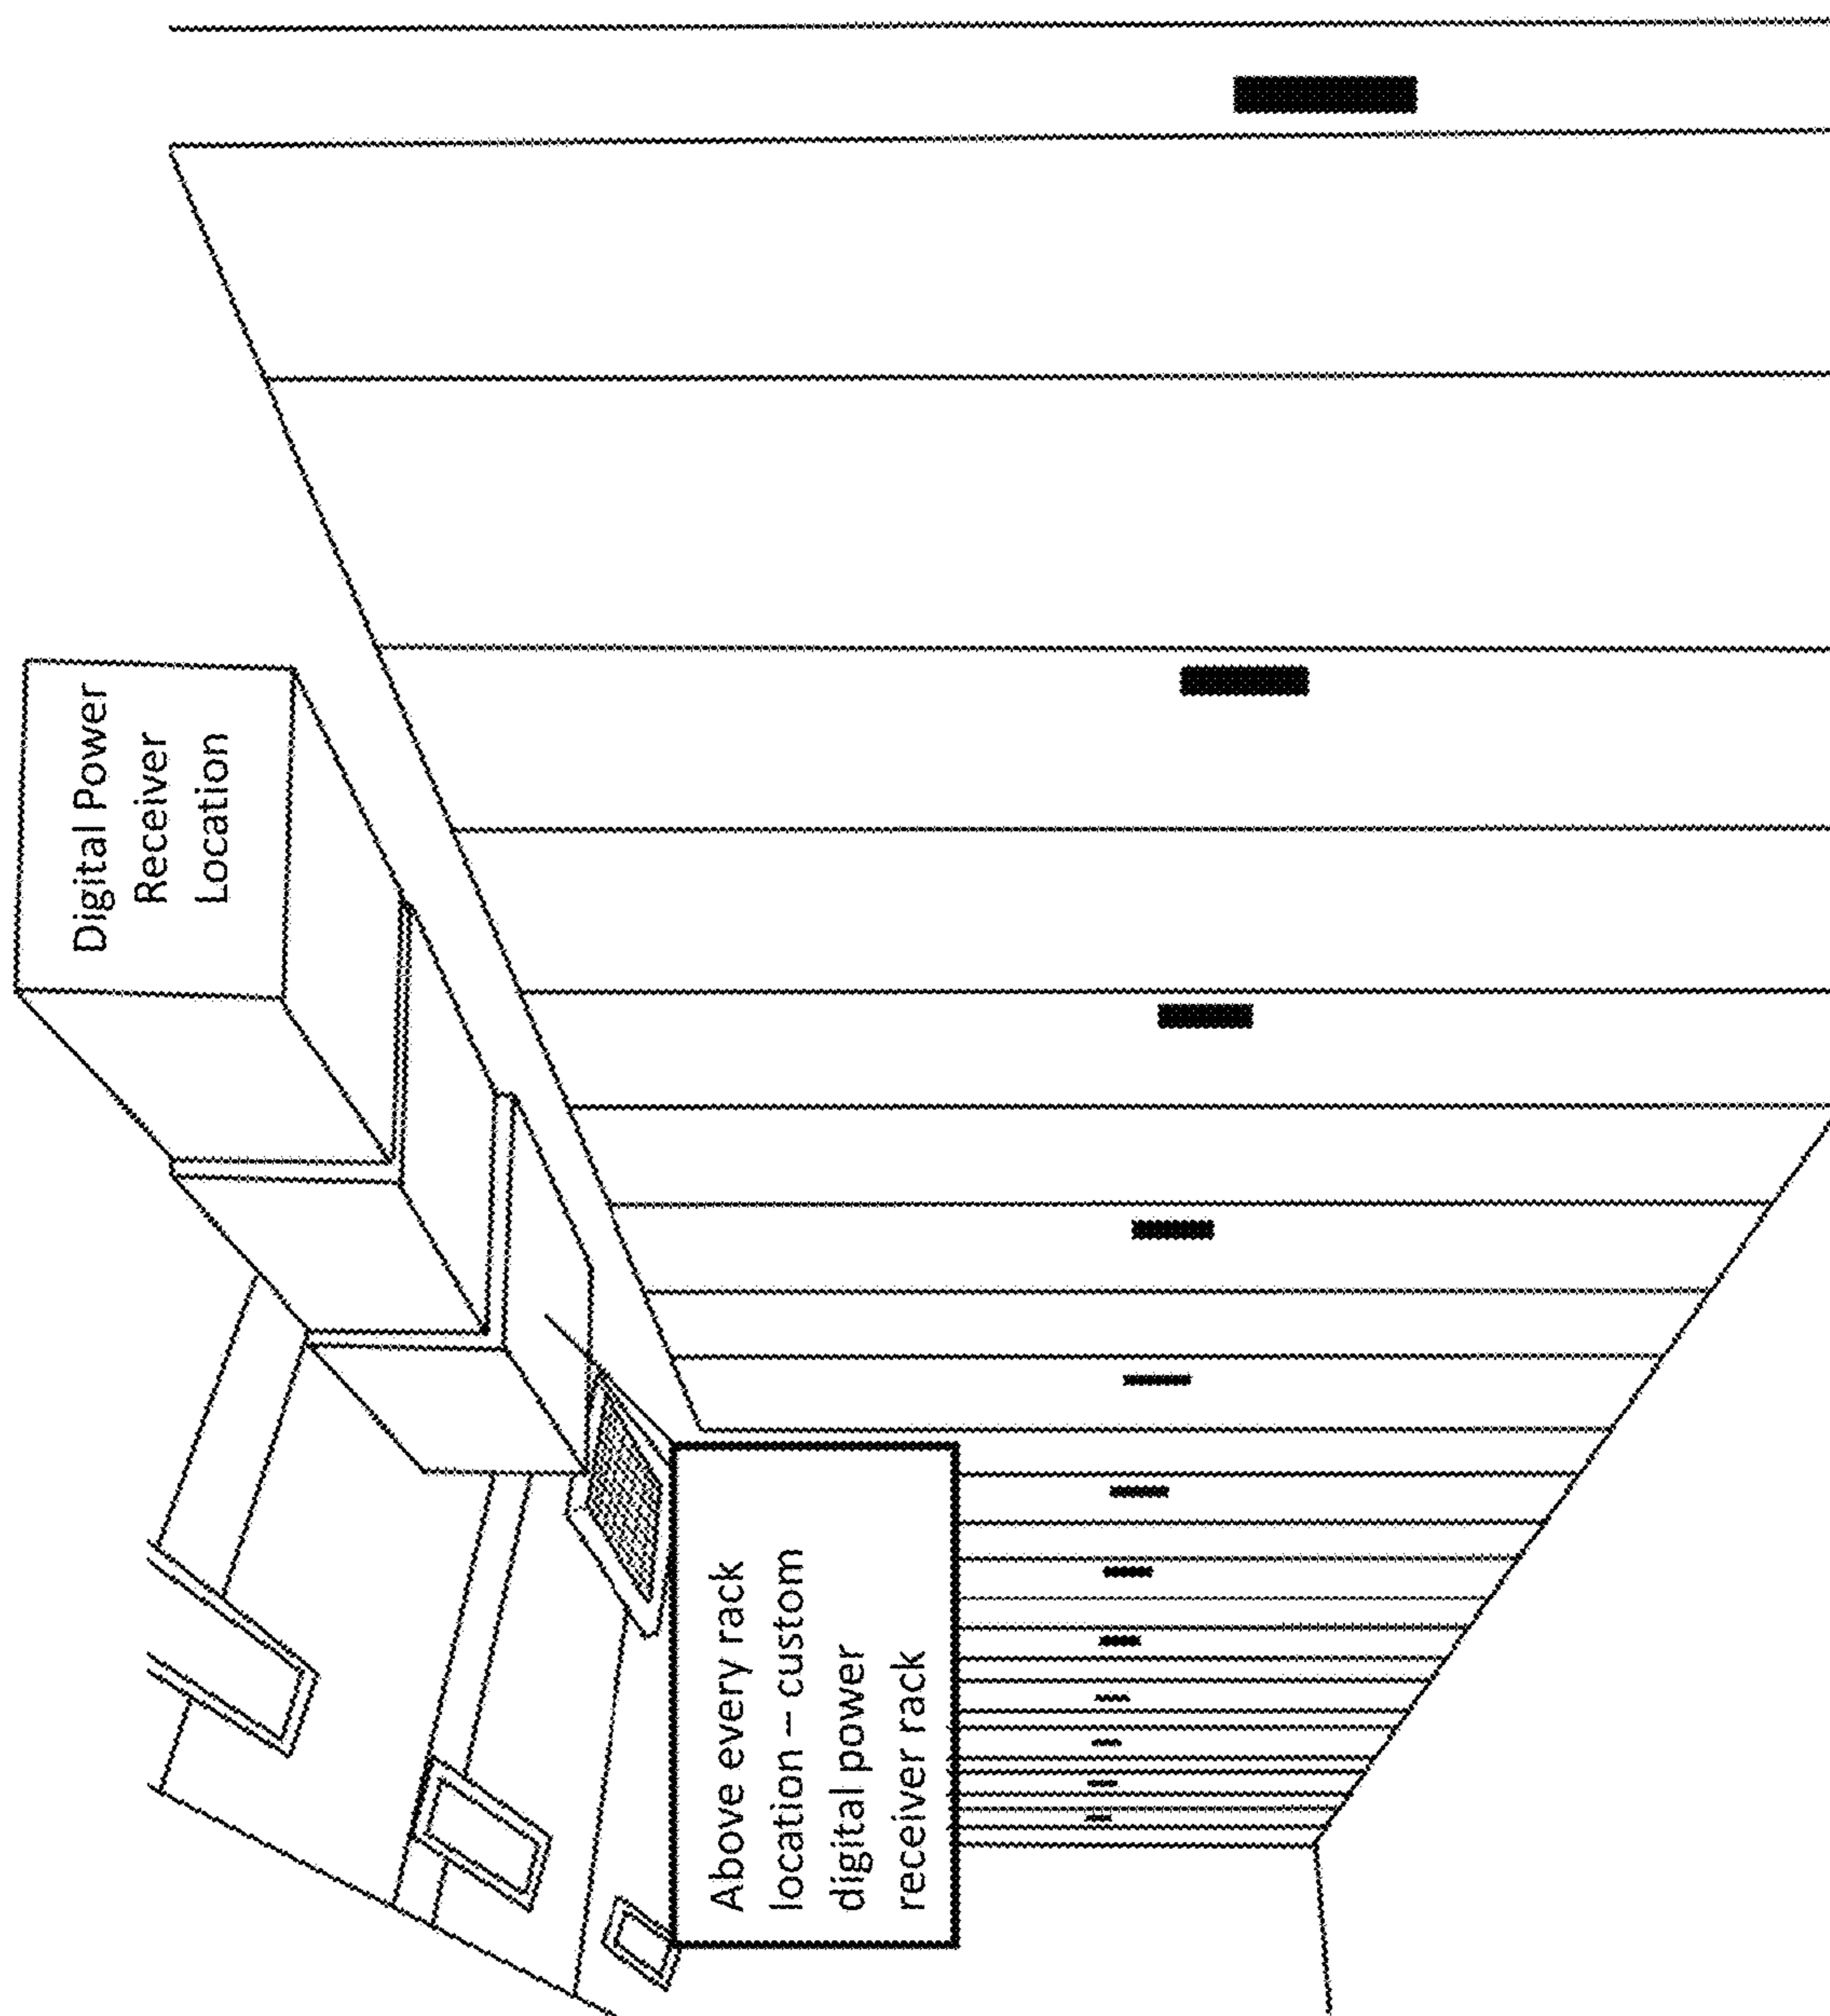 Digital Power
Receiver
Location
Above every rack
location – custom
digital power
receiver rack